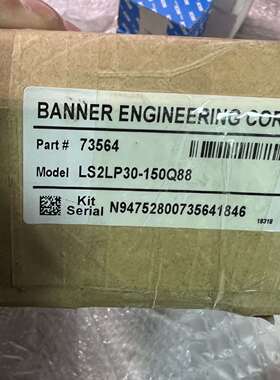 BANNER ENGINEERING COR
Part # 73564
Model LS2LP30-150Q88
Kit
Serial N94752800735641846
18318